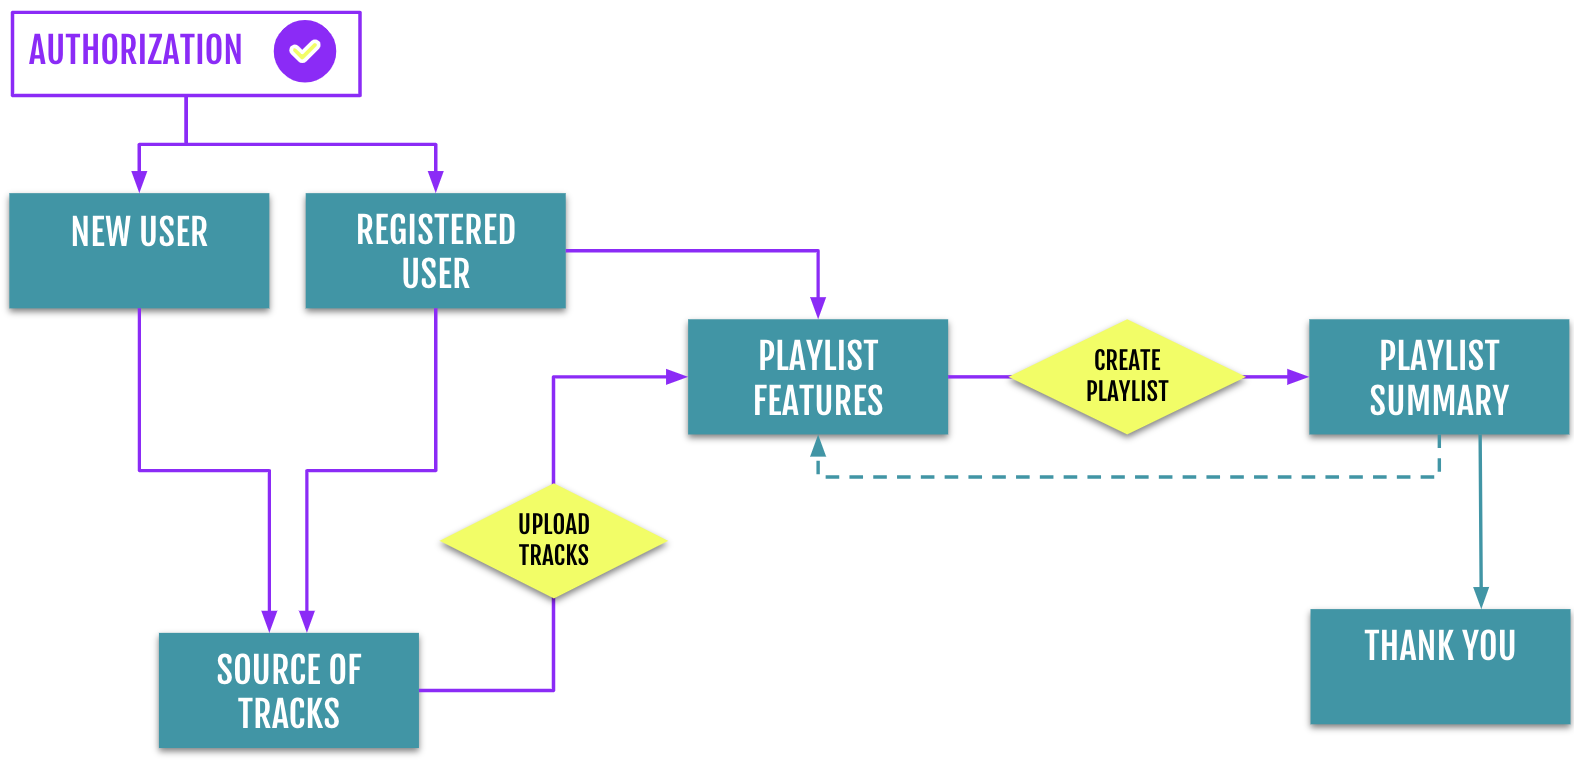 AUTHORIZATION
NEW USER
REGISTERED
USER
PLAYLIST
FEATURES
CREATE
PLAYLIST
PLAYLIST
SUMMARY
UPLOAD
TRACKS
SOURCE OF
TRACKS
THANK YOU